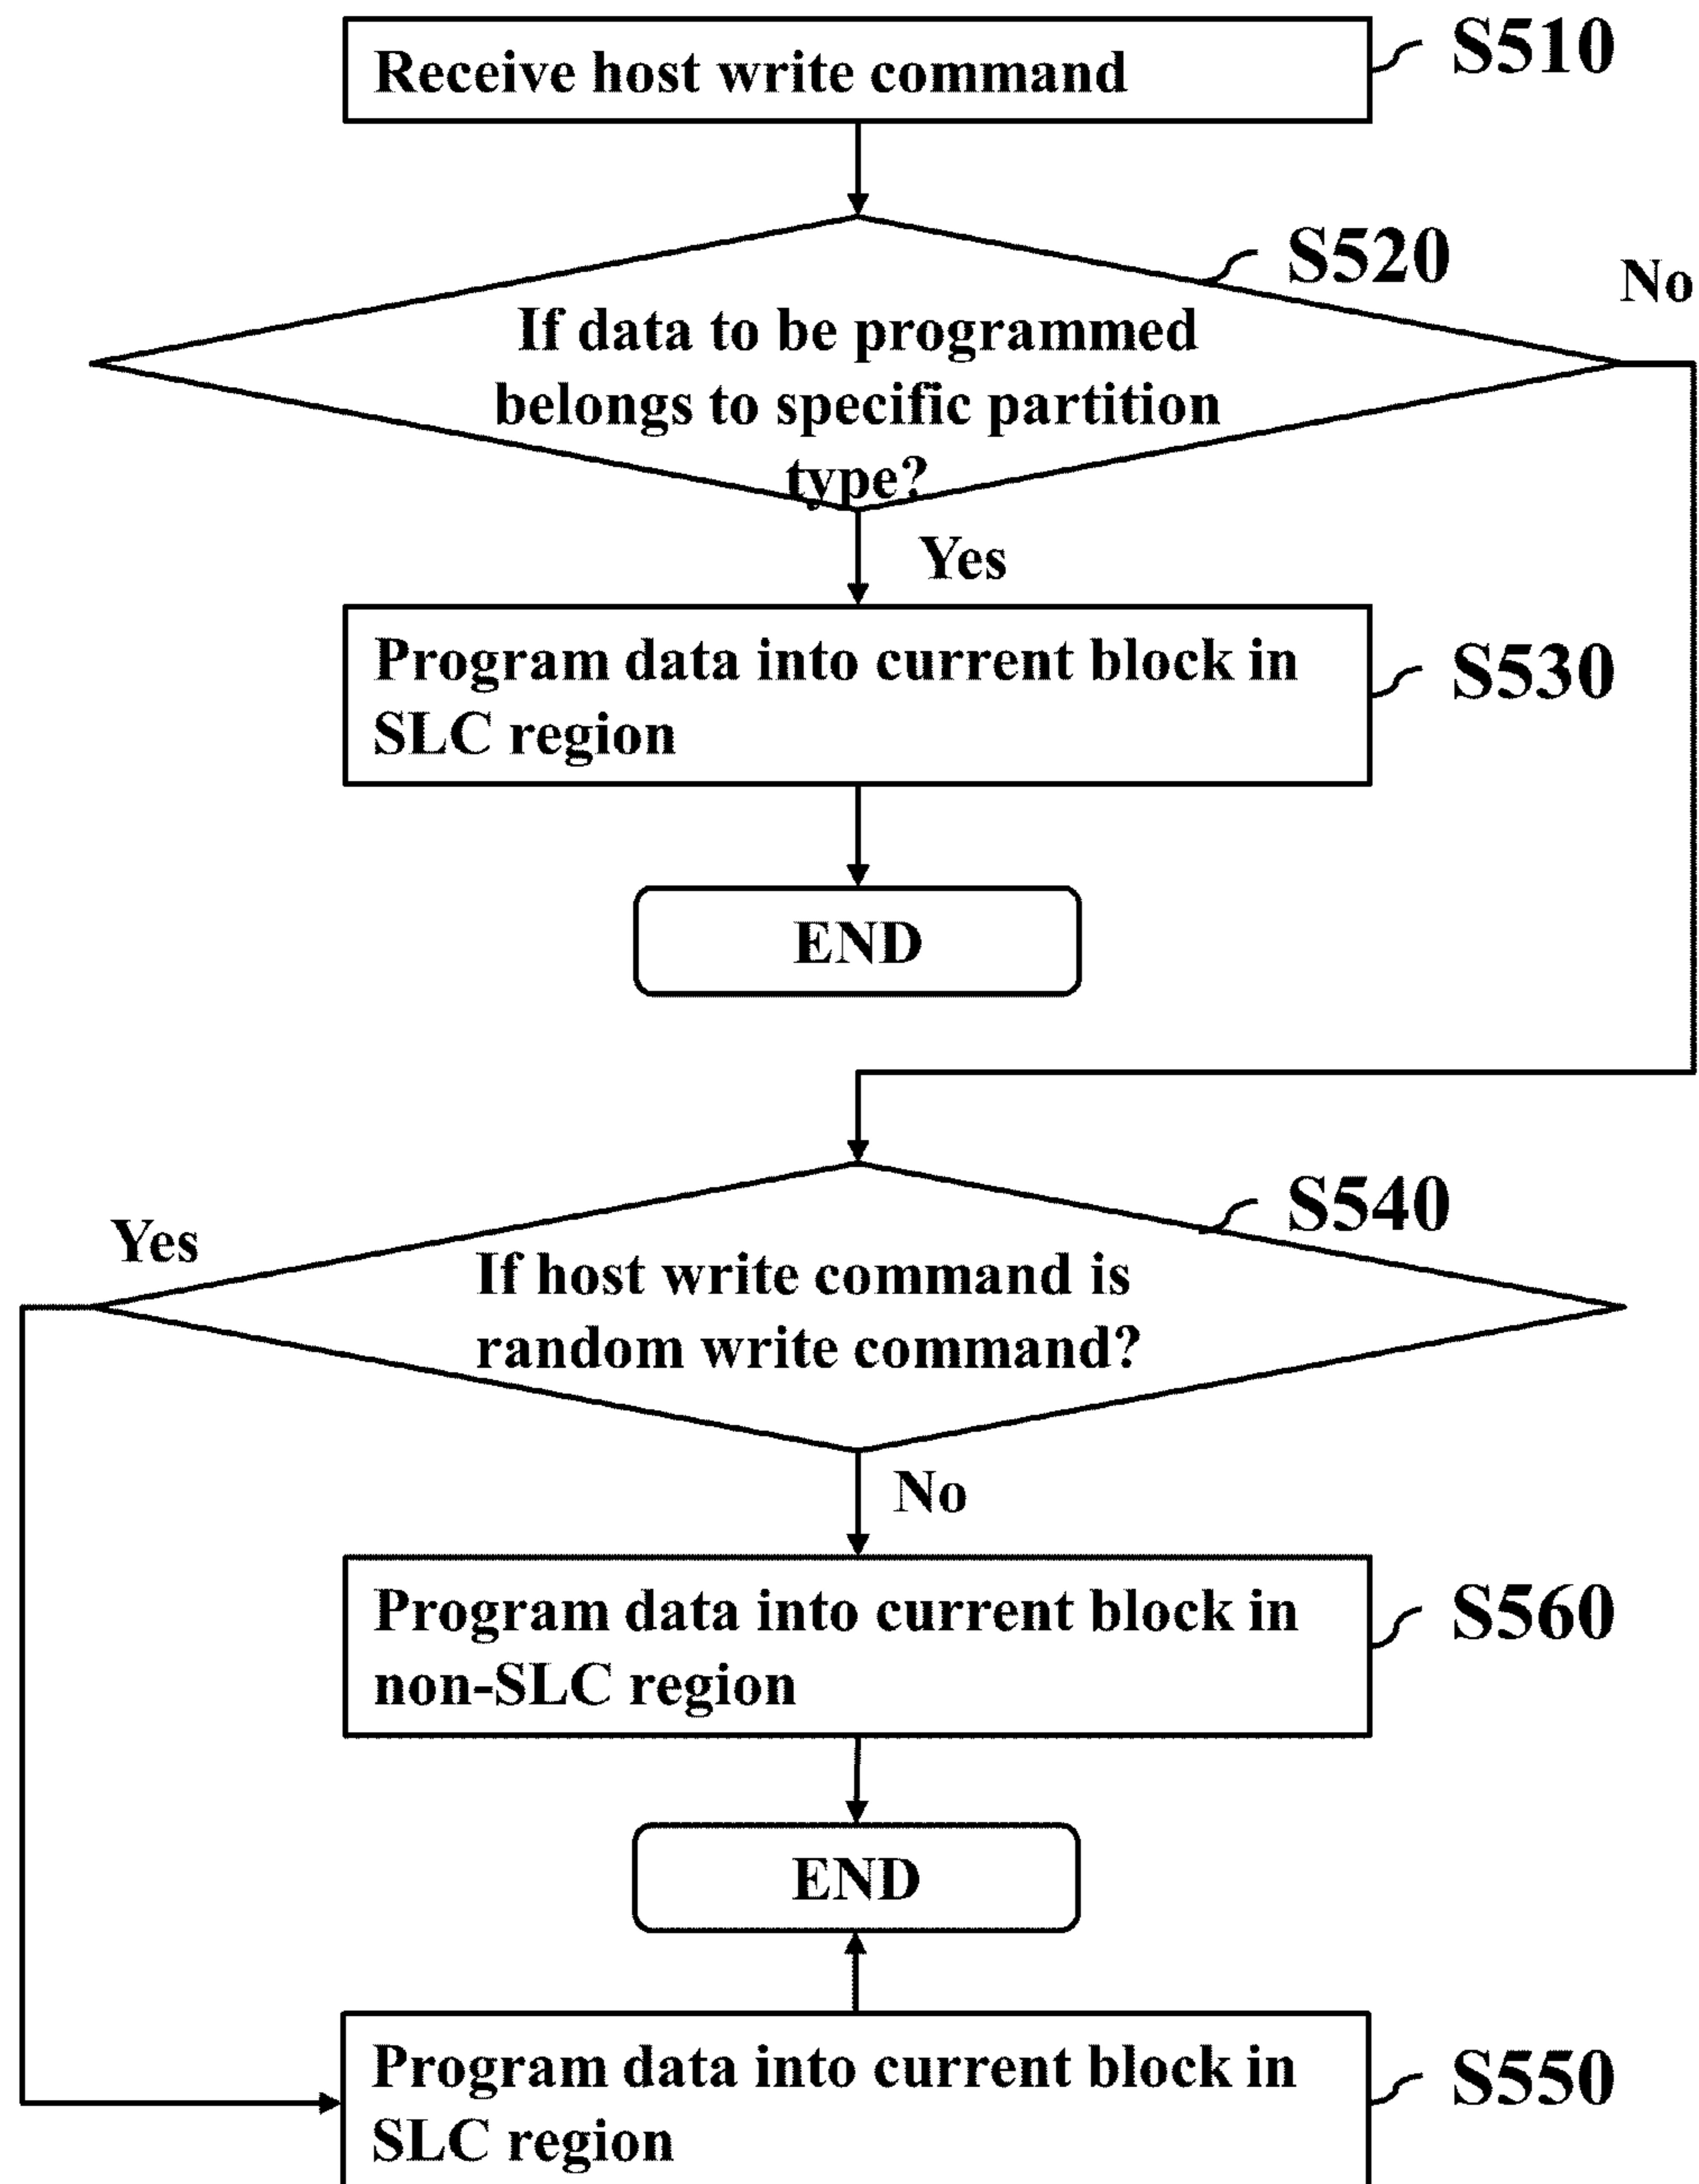 Receive host write command
S510
S520
No
If data to be programmed
belongs to specific partition
type?
Yes
Program data into current block in
SLC region
S530
END
S540
Yes
If host write command is
random write command?
No
Program data into current block in
non-SLC region
S560
END
Program data into current block in
SLC region
S550